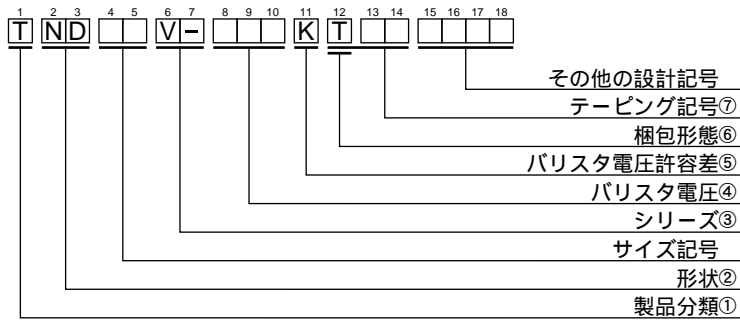 1 2 3 4 5 6 7 8 9 10 11 12 13 14 15 16 17 18
T ND V- K T
その他の設計記号
テーピング記号⑦
梱包形態⑥
バリスタ電圧許容差⑤
バリスタ電圧④
シリーズ③
サイズ記号
形状②
製品分類①